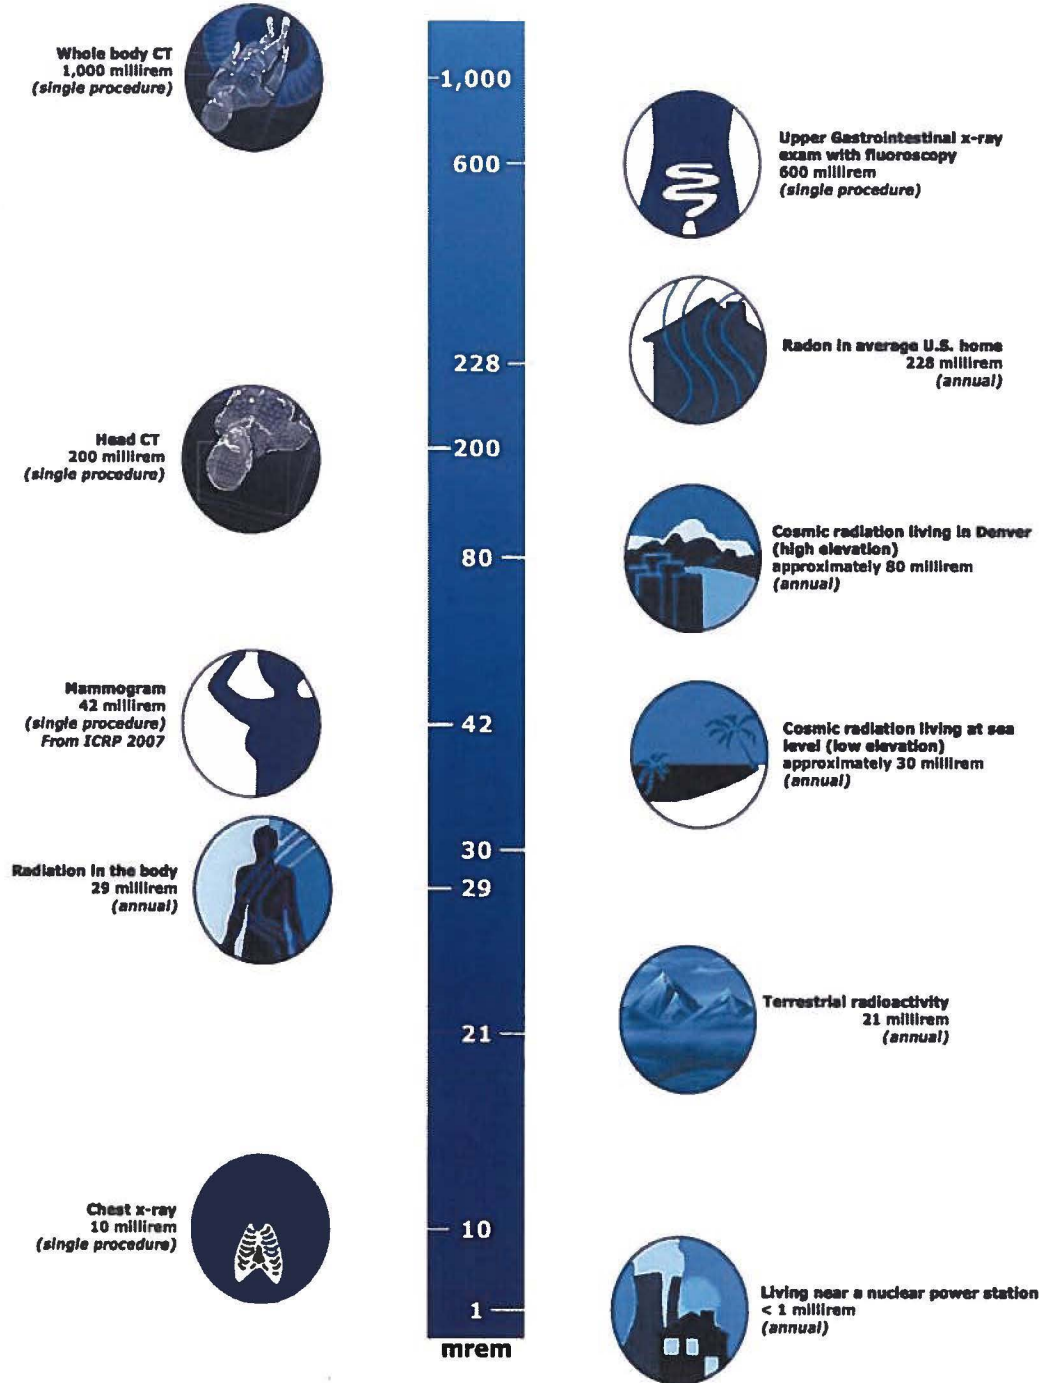 Whole body CT
1,000 millirem
(single procedure)
1,000
Upper Gastrointestinal x-ray
exam with fluoroscopy
600 millirem
(single procedure)
600
Radon in average U.S. home
228 millirem
(annual)
228
Head CT
200 millirem
(single procedure)
200
Cosmic radiation living in Denver
(high elevation)
approximately 80 millirem
(annual)
80
Mammogram
42 millirem
(single procedure)
From ICRP 2007
42
Cosmic radiation living at sea
level (low elevation)
approximately 30 millirem
(annual)
30
Radiation in the body
29 millirem
(annual)
29
Terrestrial radioactivity
21 millirem
(annual)
21
Chest x-ray
10 millirem
(single procedure)
10
Living near a nuclear power station
< 1 millirem
(annual)
1
mrem